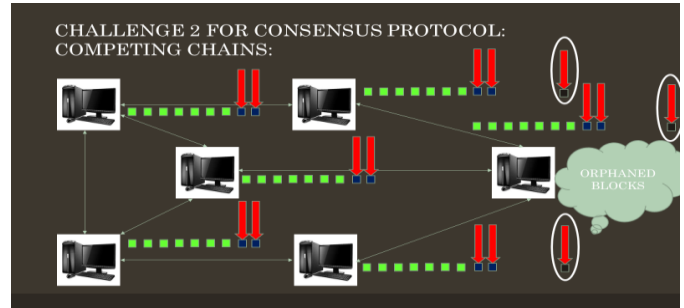 CHALLENGE 2 FOR CONSENSUS PROTOCOL:
COMPETING CHAINS:
ORPHANED
BLOCKS